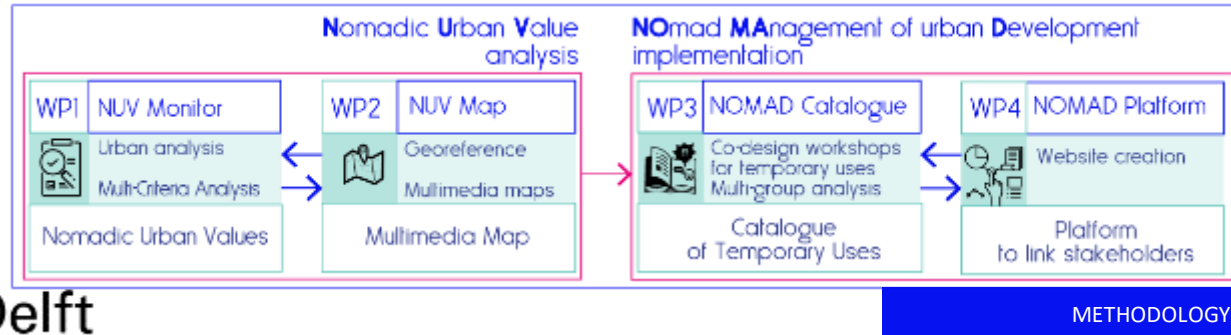 Nomadic Urban Value
analysis
NOmad MAnagement of urban Development
implementation
WP1
NUV Monitor
Urban analysis
Multi-Criteria Analysis
Nomadic Urban Values
WP2
NUV Map
Georeference
Multimedia maps
Multimedia Map
WP3
NOMAD Catalogue
Co-design workshops
for temporary uses
Multi-group analysis
Catalogue
of Temporary Uses
WP4
NOMAD Platform
Website creation
Platform
to link stakeholders
Delft
METHODOLOGY